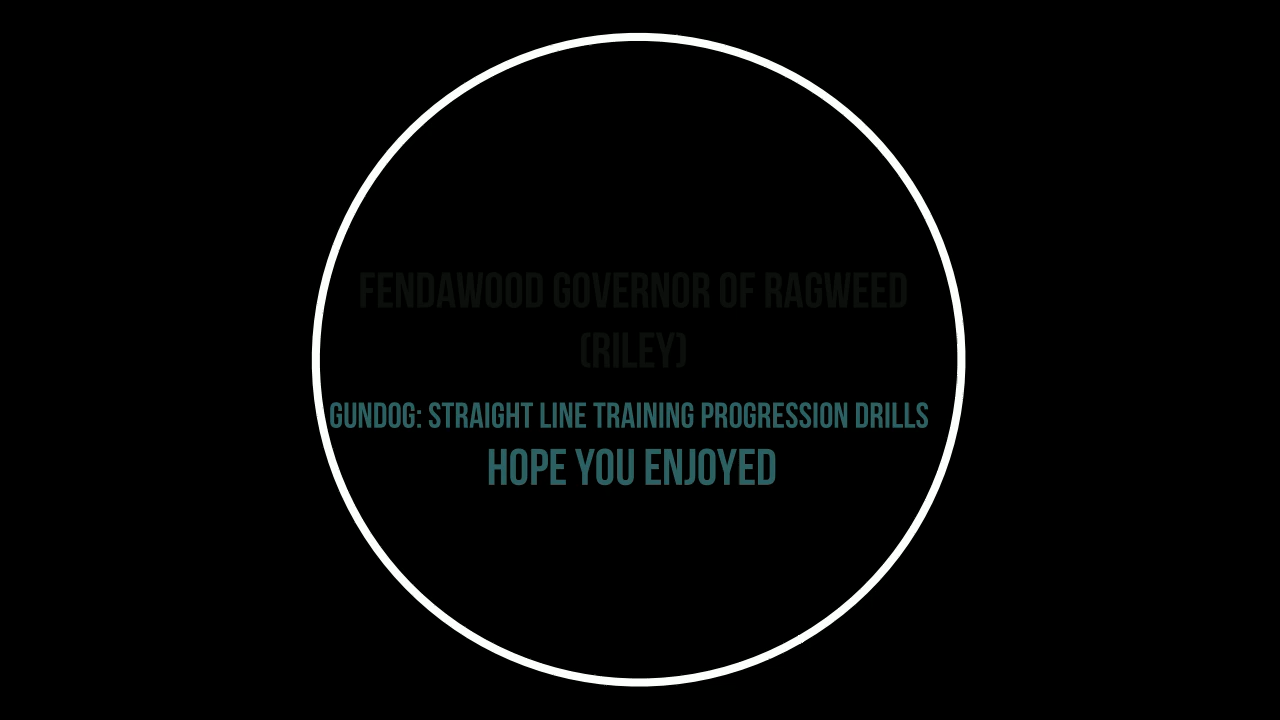 FENDAWOOD GOVERNOR OF RAGWEED
(RILEY)
GUNDOG: STRAIGHT LINE TRAINING PROGRESSION DRILLS
HOPE YOU ENJOYED